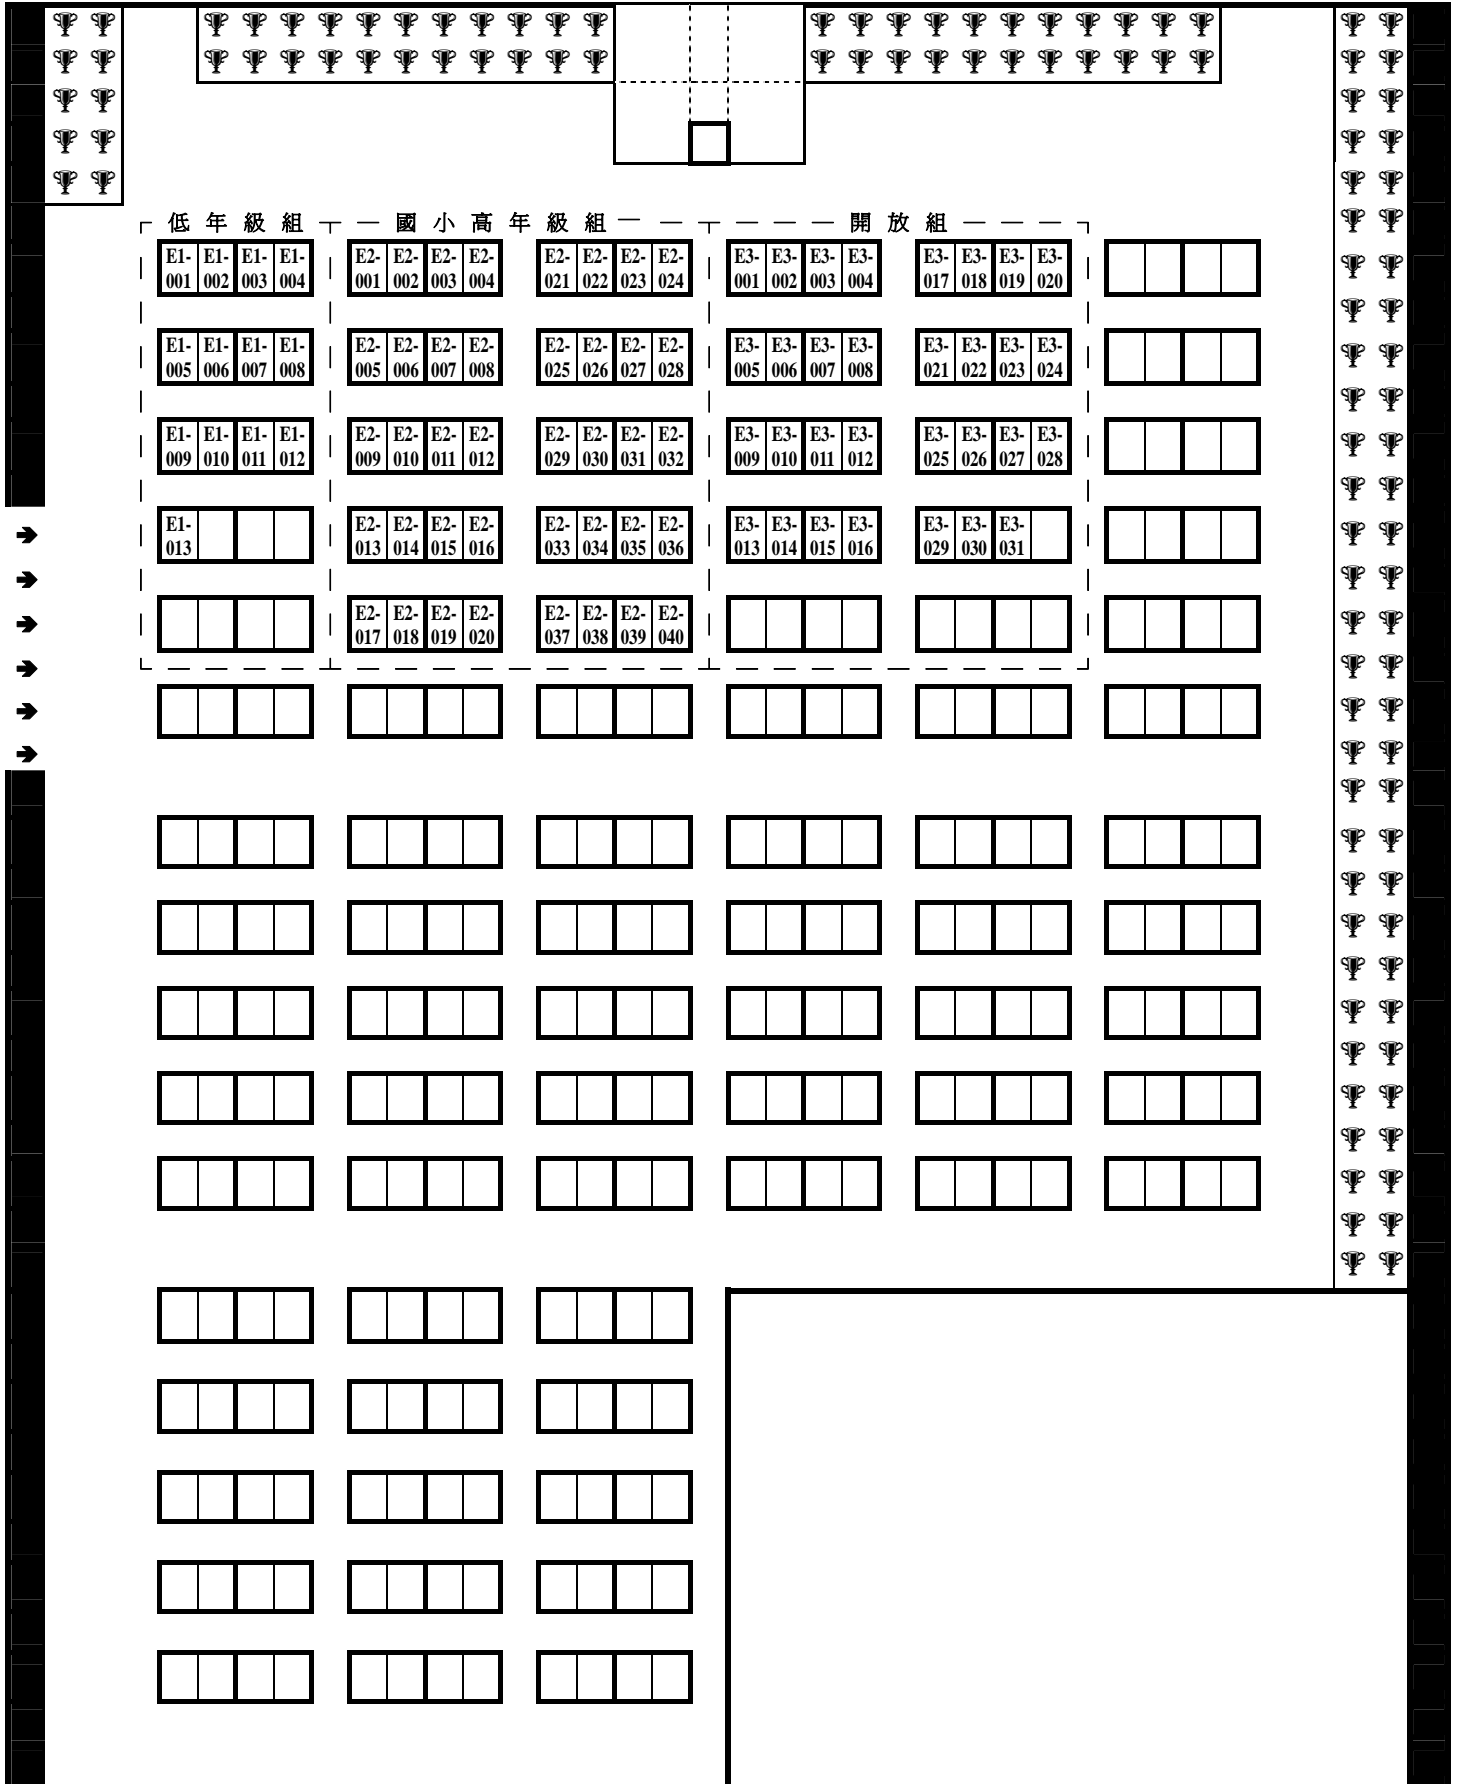 低年級組 國小高年級組 開放組
E1- E1- E1- E1- E2- E2- E2- E2- E2- E2- E2- E2- E3- E3- E3- E3- E3- E3- E3- E3-
001 002 003 004 001 002 003 004 021 022 023 024 001 002 003 004 017 018 019 020
E1- E1- E1- E1- E2- E2- E2- E2- E2- E2- E2- E2- E3- E3- E3- E3- E3- E3- E3- E3-
005 006 007 008 005 006 007 008 025 026 027 028 005 006 007 008 021 022 023 024
E1- E1- E1- E1- E2- E2- E2- E2- E2- E2- E2- E2- E3- E3- E3- E3- E3- E3- E3- E3-
009 010 011 012 009 010 011 012 029 030 031 032 009 010 011 012 025 026 027 028
E1- E2- E2- E2- E2- E2- E2- E2- E2- E3- E3- E3- E3- E3- E3- E3-
013 013 014 015 016 033 034 035 036 013 014 015 016 029 030 031
E2- E2- E2- E2- E2- E2- E2- E2-
017 018 019 020 037 038 039 040